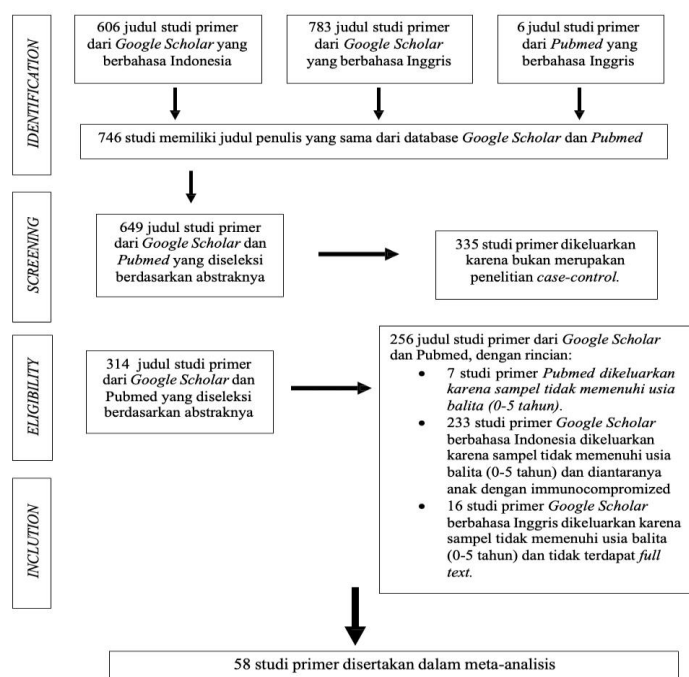 IDENTIFICATION
606 judul studi primer
dari Google Scholar yang
berbahasa Indonesia
783 judul studi primer
dari Google Scholar
yang berbahasa Inggris
6 judul studi primer
dari Pubmed yang
berbahasa Inggris
746 studi memiliki judul penulis yang sama dari database Google Scholar dan Pubmed
SCREENING
649 judul studi primer
dari Google Scholar dan
Pubmed yang diseleksi
berdasarkan abstraknya
335 studi primer dikeluarkan
karena bukan merupakan
penelitian case-control.
ELIGIBILITY
314 judul studi primer
dari Google Scholar dan
Pubmed yang diseleksi
berdasarkan abstraknya
256 judul studi primer dari Google Scholar
dan Pubmed, dengan rincian:
• 7 studi primer Pubmed dikeluarkan
karena sampel tidak memenuhi usia
balita (0-5 tahun).
• 233 studi primer Google Scholar
berbahasa Indonesia dikeluarkan
karena sampel tidak memenuhi usia
balita (0-5 tahun) dan diantaranya
anak dengan immunocompromized
• 16 studi primer Google Scholar
berbahasa Inggris dikeluarkan karena
sampel tidak memenuhi usia balita
(0-5 tahun) dan tidak terdapat full
text.
INCLUTION
58 studi primer disertakan dalam meta-analisis